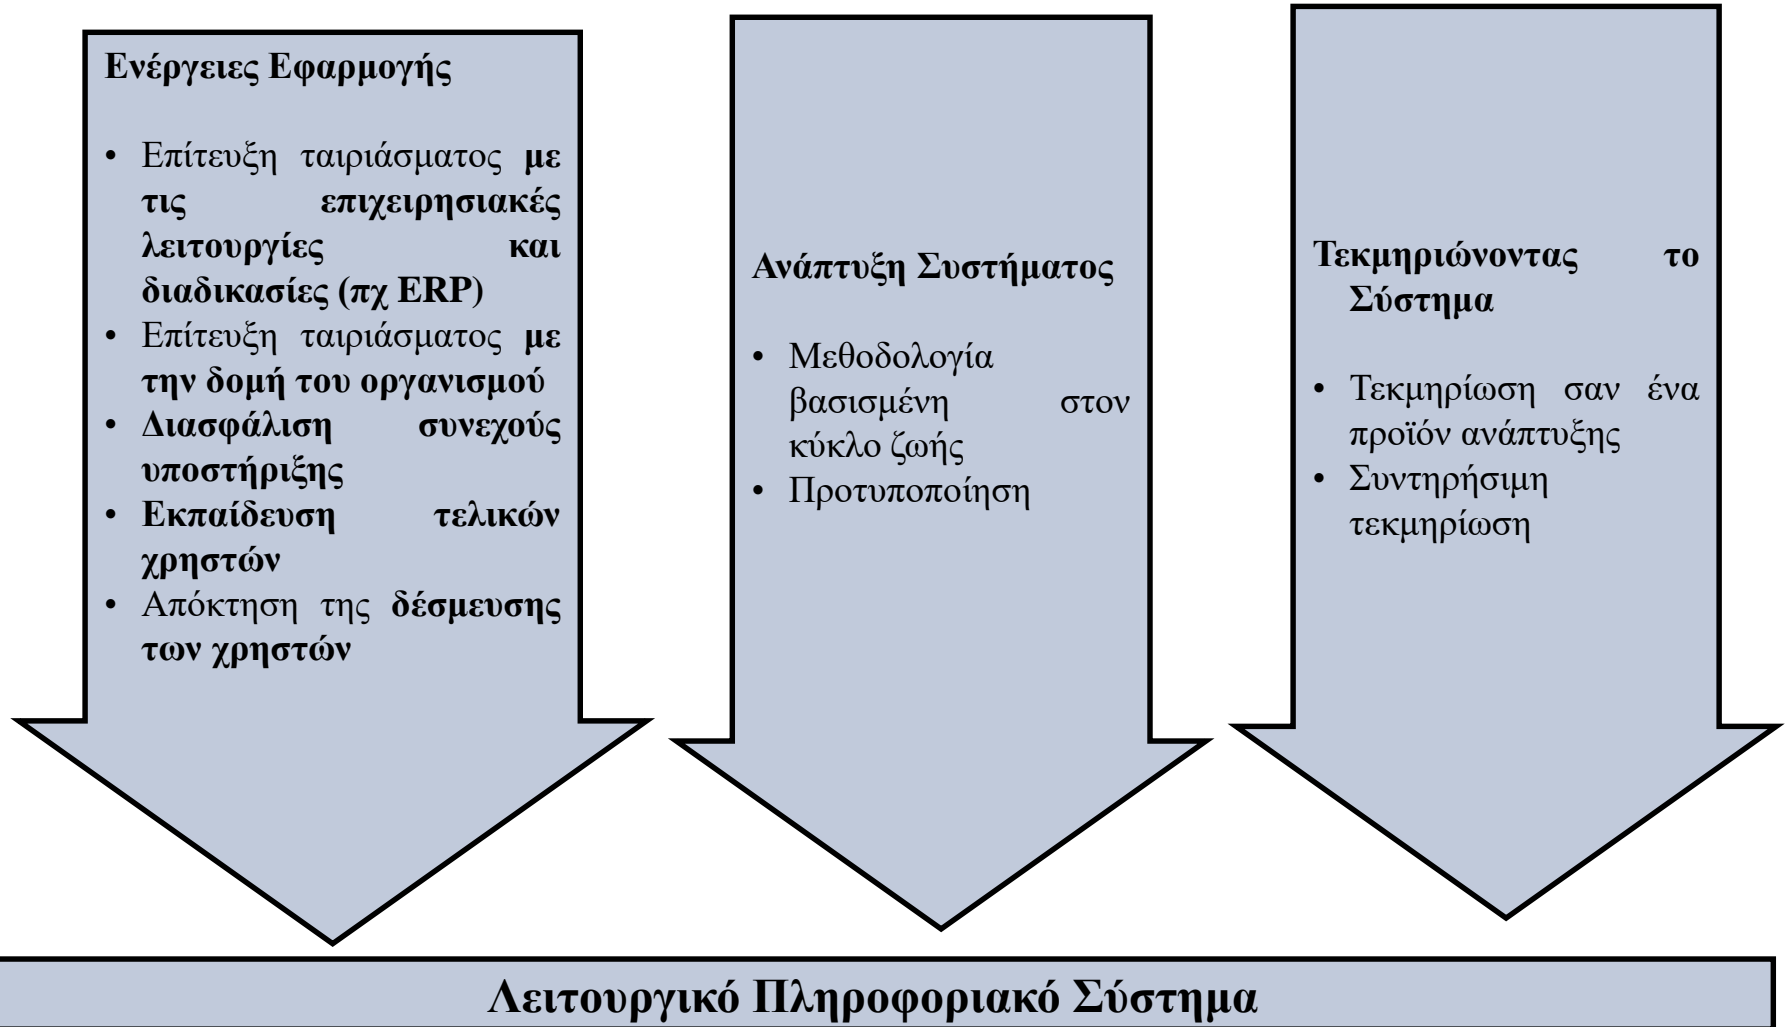 Ενέργειες Εφαρμογής
• Επίτευξη ταιριάσματος με
τις επιχειρησιακές
λειτουργίες και
διαδικασίες (πχ ERP)
• Επίτευξη ταιριάσματος με
την δομή του οργανισμού
• Διασφάλιση συνεχούς
υποστήριξης
• Εκπαίδευση τελικών
χρηστών
• Απόκτηση της δέσμευσης
των χρηστών
Ανάπτυξη Συστήματος
• Μεθοδολογία
βασισμένη στον
κύκλο ζωής
• Προτυποποίηση
Τεκμηριώνοντας το
Σύστημα
• Τεκμηρίωση σαν ένα
προϊόν ανάπτυξης
• Συντηρήσιμη
τεκμηρίωση
Λειτουργικό Πληροφοριακό Σύστημα